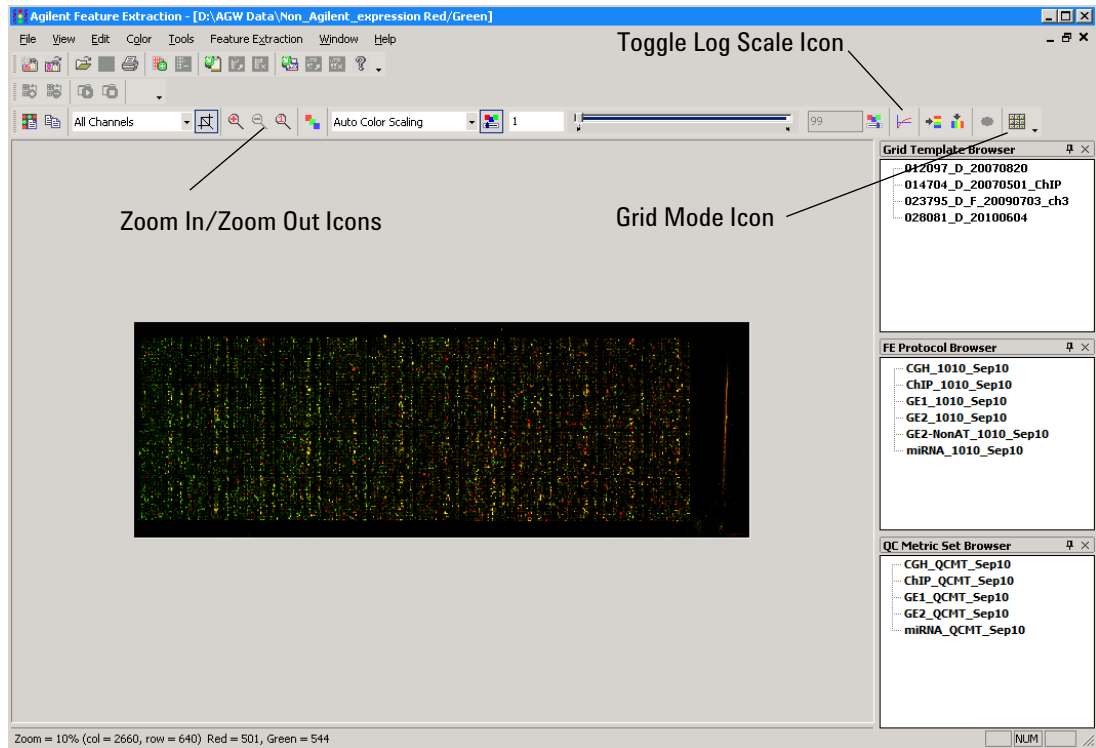 Agilent Feature Extraction - [D:\AGW Data\Non_Agilent_expression Red/Green]
File View Edit Color Tools Feature Extraction Window Help
Toggle Log Scale Icon
All Channels Auto Color Scaling 1 99
Zoom In/Zoom Out Icons
Grid Mode Icon
Grid Template Browser
012097_D_20070820
014704_D_20070501_ChIP
023795_D_F_20090703_ch3
028081_D_20100604
FE Protocol Browser
CGH_1010_Sep10
ChIP_1010_Sep10
GE1_1010_Sep10
GE2_1010_Sep10
GE2-NonAT_1010_Sep10
miRNA_1010_Sep10
QC Metric Set Browser
CGH_QCMT_Sep10
ChIP_QCMT_Sep10
GE1_QCMT_Sep10
GE2_QCMT_Sep10
miRNA_QCMT_Sep10
Zoom = 10% (col = 2660, row = 640) Red = 501, Green = 544
NUM